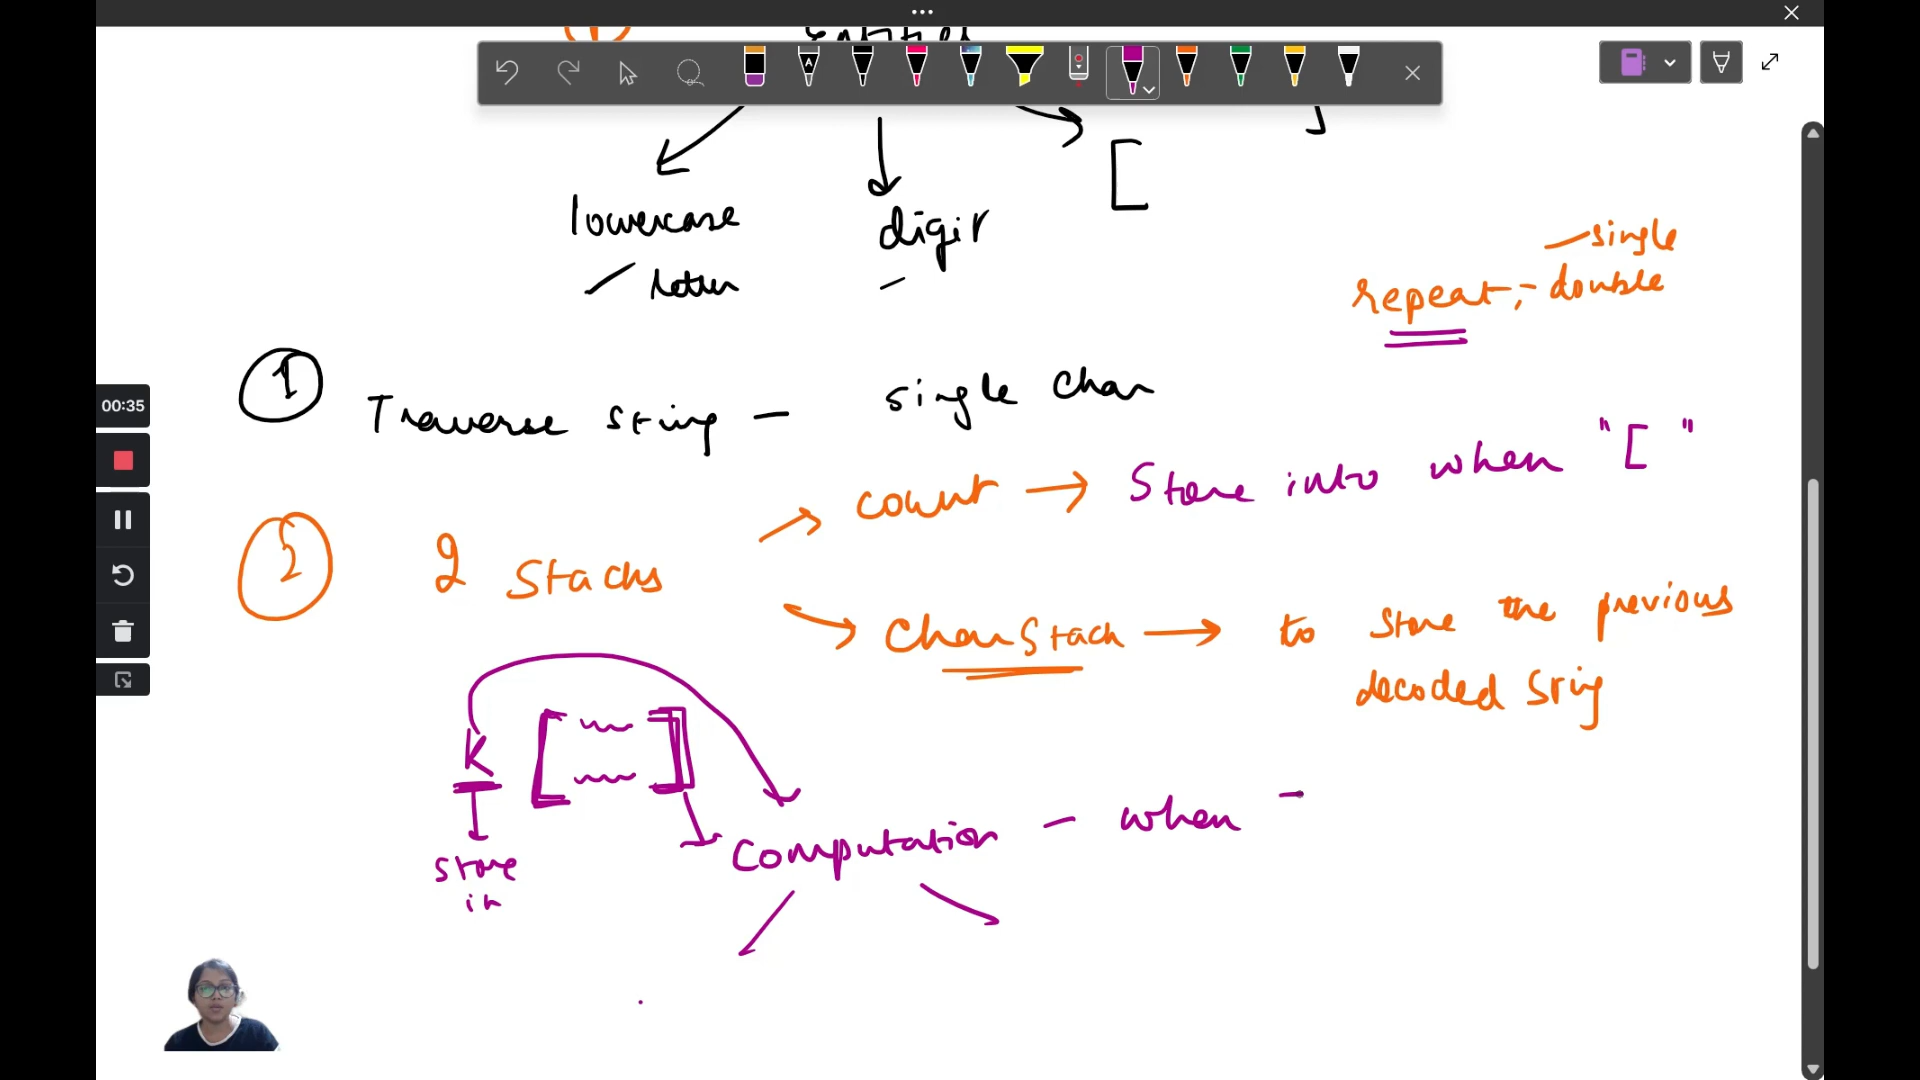 entities
[ ]
lowercase
letter
digit
single
repeat :- double
1 Traverse string - single char
count → Store into when "[ "
2 2 Stacks
CharStack → to store the previous
decoded string
K [ ]
Computation - when
store
in
00:35
A